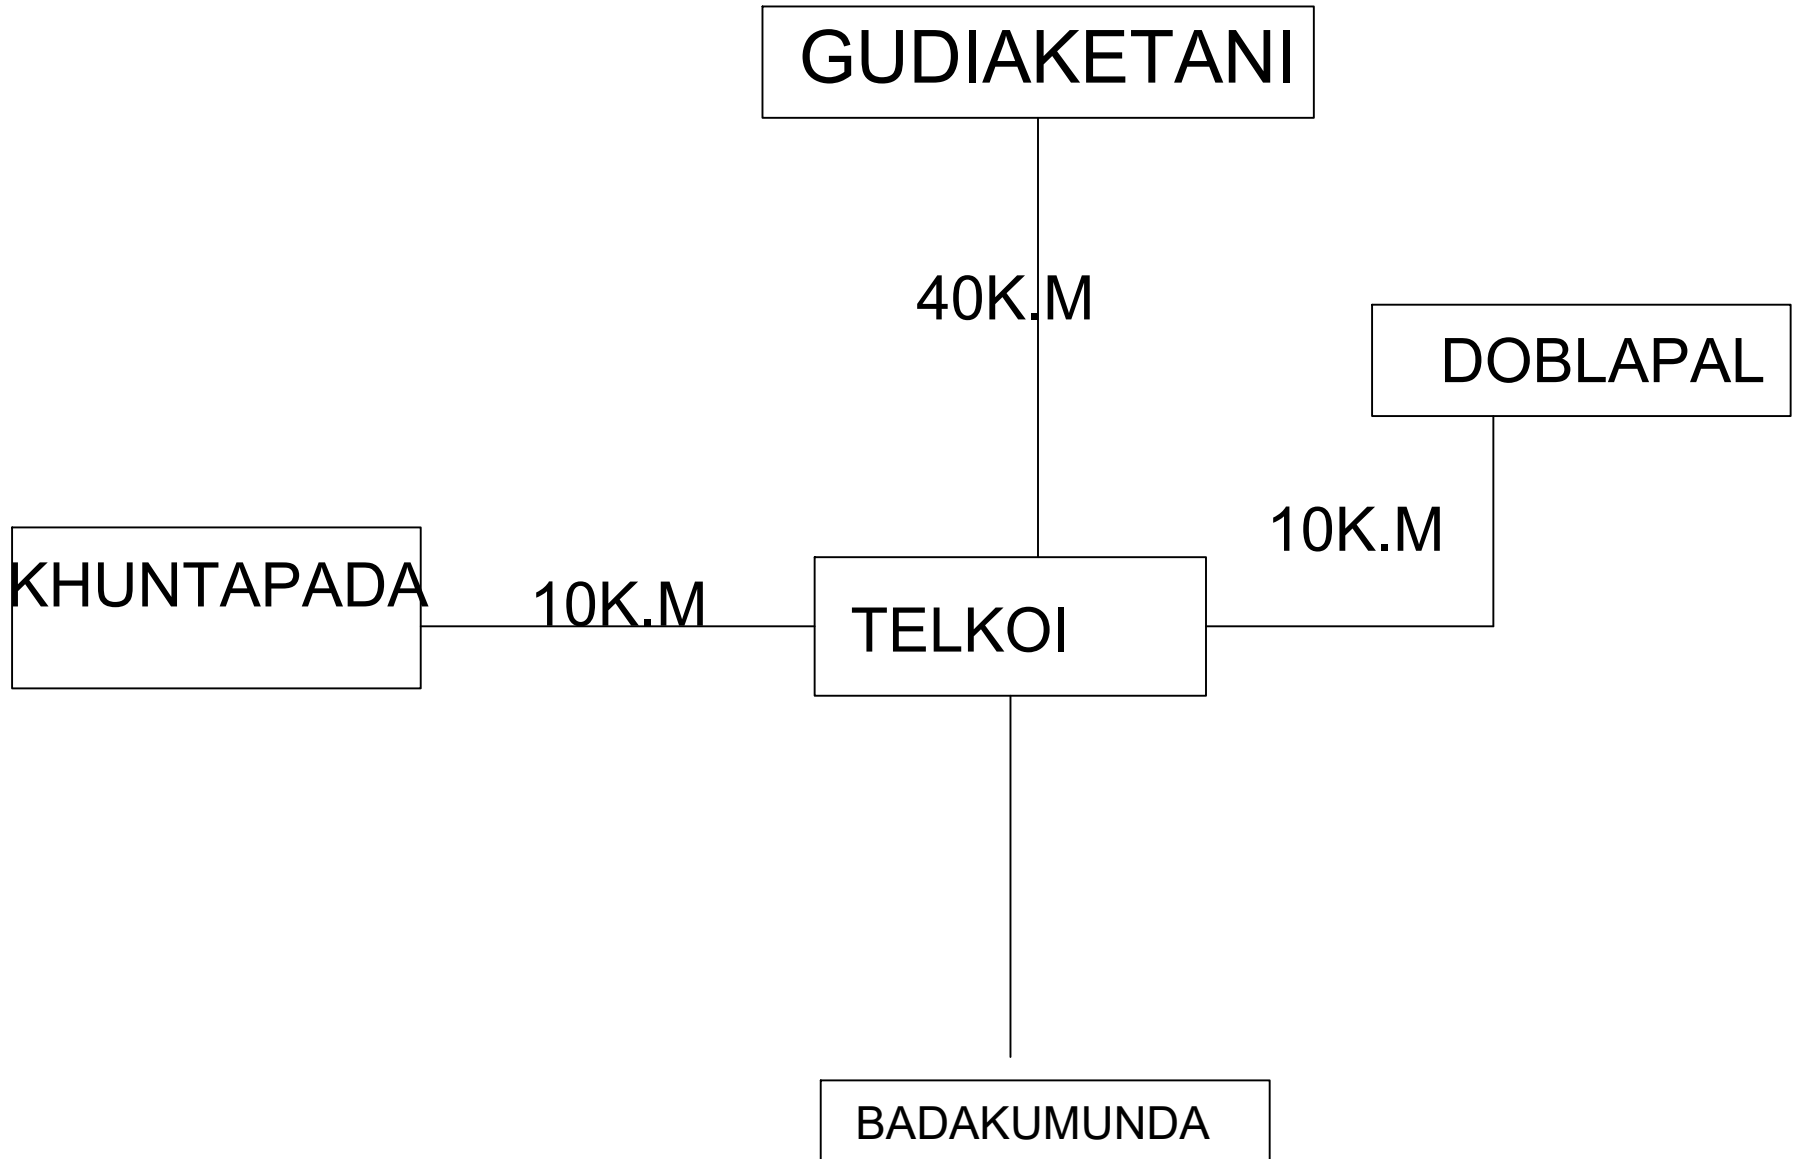 GUDIAKETANI
40K.M
DOBLAPAL
10K.M
KHUNTAPADA
10K.M
TELKOI
BADAKUMUNDA